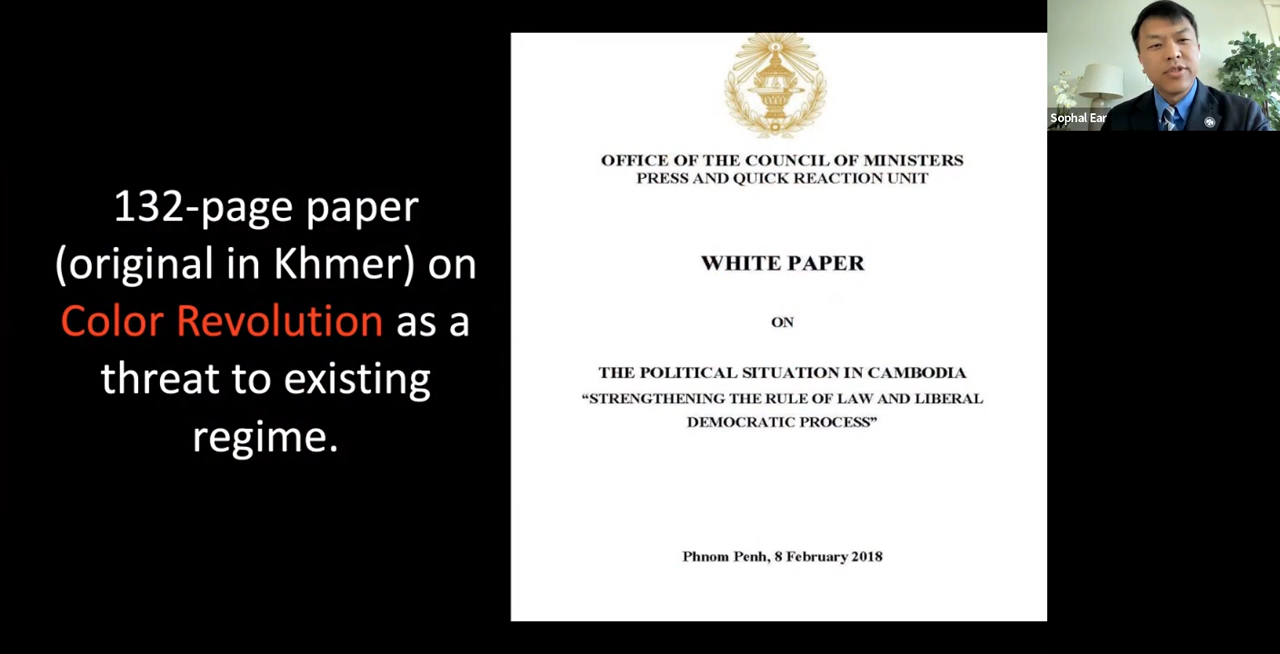 132-page paper
(original in Khmer) on
Color Revolution as a
threat to existing
regime.
OFFICE OF THE COUNCIL OF MINISTERS
PRESS AND QUICK REACTION UNIT
WHITE PAPER
ON
THE POLITICAL SITUATION IN CAMBODIA
“STRENGTHENING THE RULE OF LAW AND LIBERAL
DEMOCRATIC PROCESS”
Phnom Penh, 8 February 2018
Sophal Ear